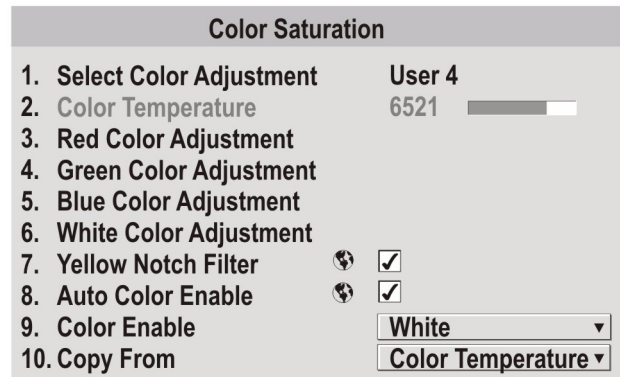 Color Saturation
1. Select Color Adjustment User 4
2. Color Temperature 6521
3. Red Color Adjustment
4. Green Color Adjustment
5. Blue Color Adjustment
6. White Color Adjustment
7. Yellow Notch Filter
8. Auto Color Enable
9. Color Enable White
10. Copy From Color Temperature